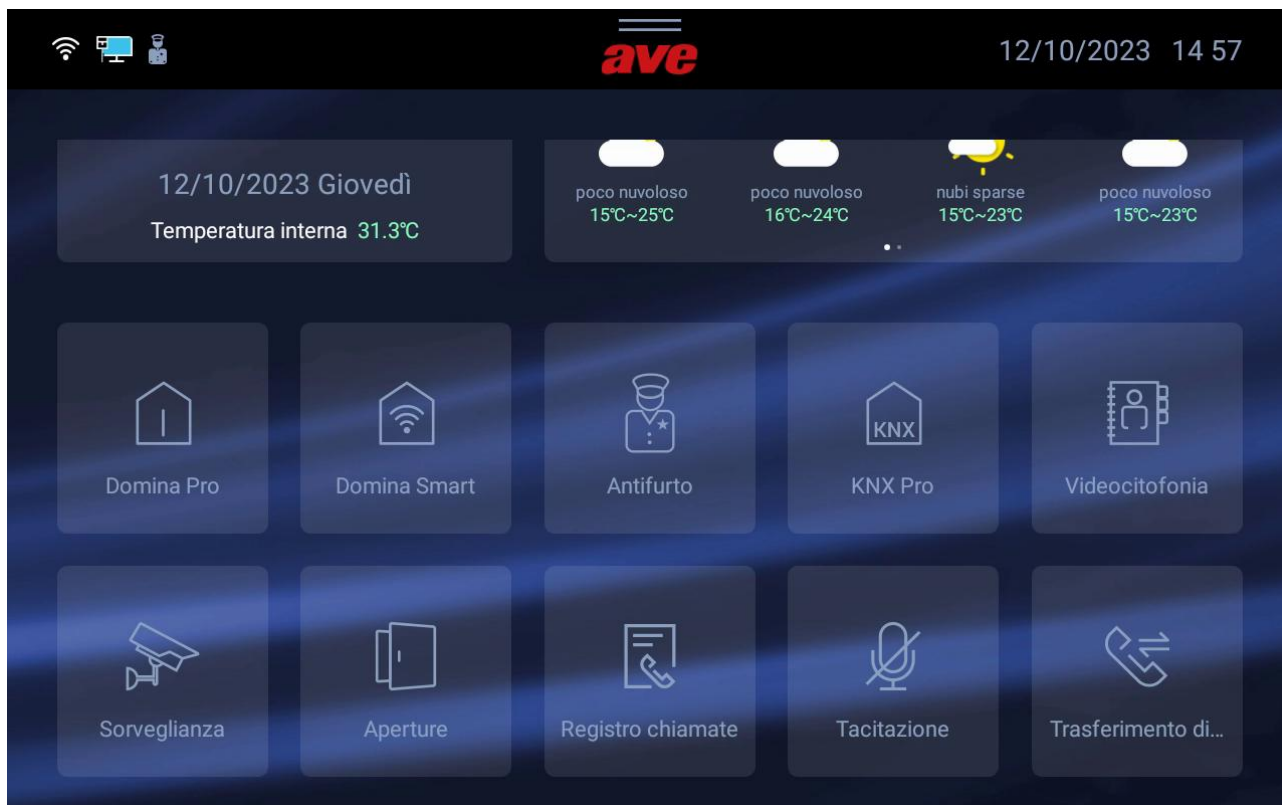 ave
12/10/2023 14 57
12/10/2023 Giovedì
Temperatura interna 31.3℃
poco nuvoloso
15℃~25℃
poco nuvoloso
16℃~24℃
nubi sparse
15℃~23℃
poco nuvoloso
15℃~23℃
Domina Pro
Domina Smart
Antifurto
KNX
KNX Pro
Videocitofonia
Sorveglianza
Aperture
Registro chiamate
Tacitazione
Trasferimento di...